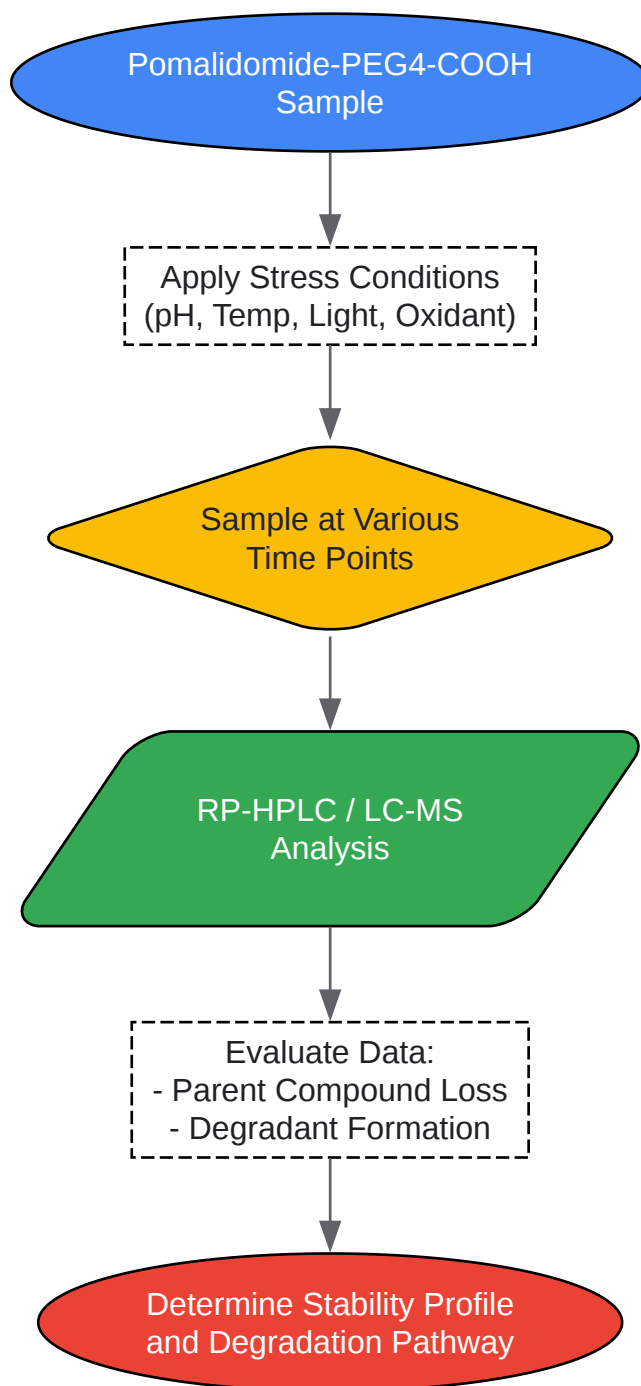 Pomalidomide-PEG4-COOH
Sample
Apply Stress Conditions
(pH, Temp, Light, Oxidant)
Sample at Various
Time Points
RP-HPLC / LC-MS
Analysis
Evaluate Data:
- Parent Compound Loss
- Degradant Formation
Determine Stability Profile
and Degradation Pathway